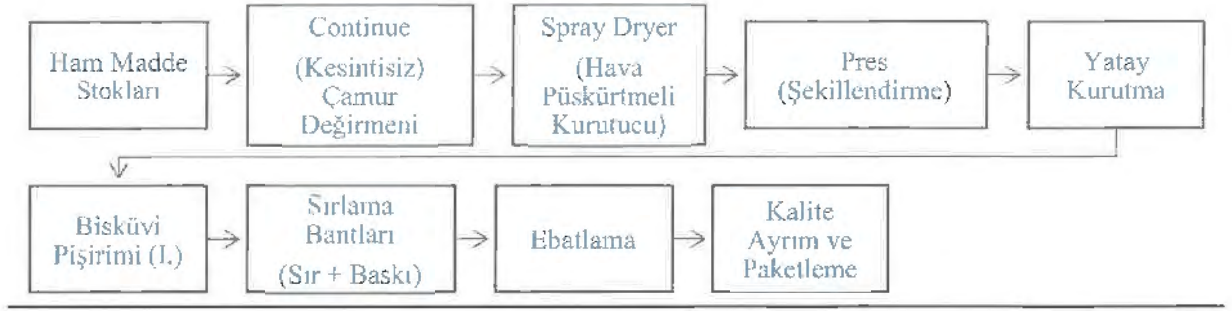 Ham Madde
Stokları
Continue
(Kesintisiz)
Çamur
Değirmeni
Spray Dryer
(Hava
Püskürtmeli
Kurutucu)
Pres
(Şekillendirme)
Yatay
Kurutma
Bisküvi
Pişirimi (I.)
Sırlama
Bantları
(Sır + Baskı)
Ebatlama
Kalite
Ayrım ve
Paketleme